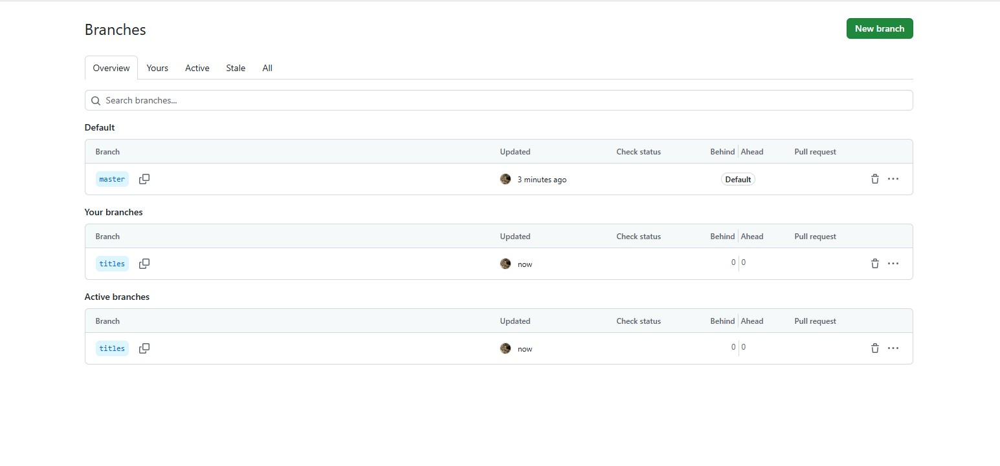 Branches
New branch
Overview Yours Active Stale All
Search branches...
Default
Branch Updated Check status Behind Ahead Pull request
master 3 minutes ago Default
Your branches
Branch Updated Check status Behind Ahead Pull request
titles now 0 0
Active branches
Branch Updated Check status Behind Ahead Pull request
titles now 0 0